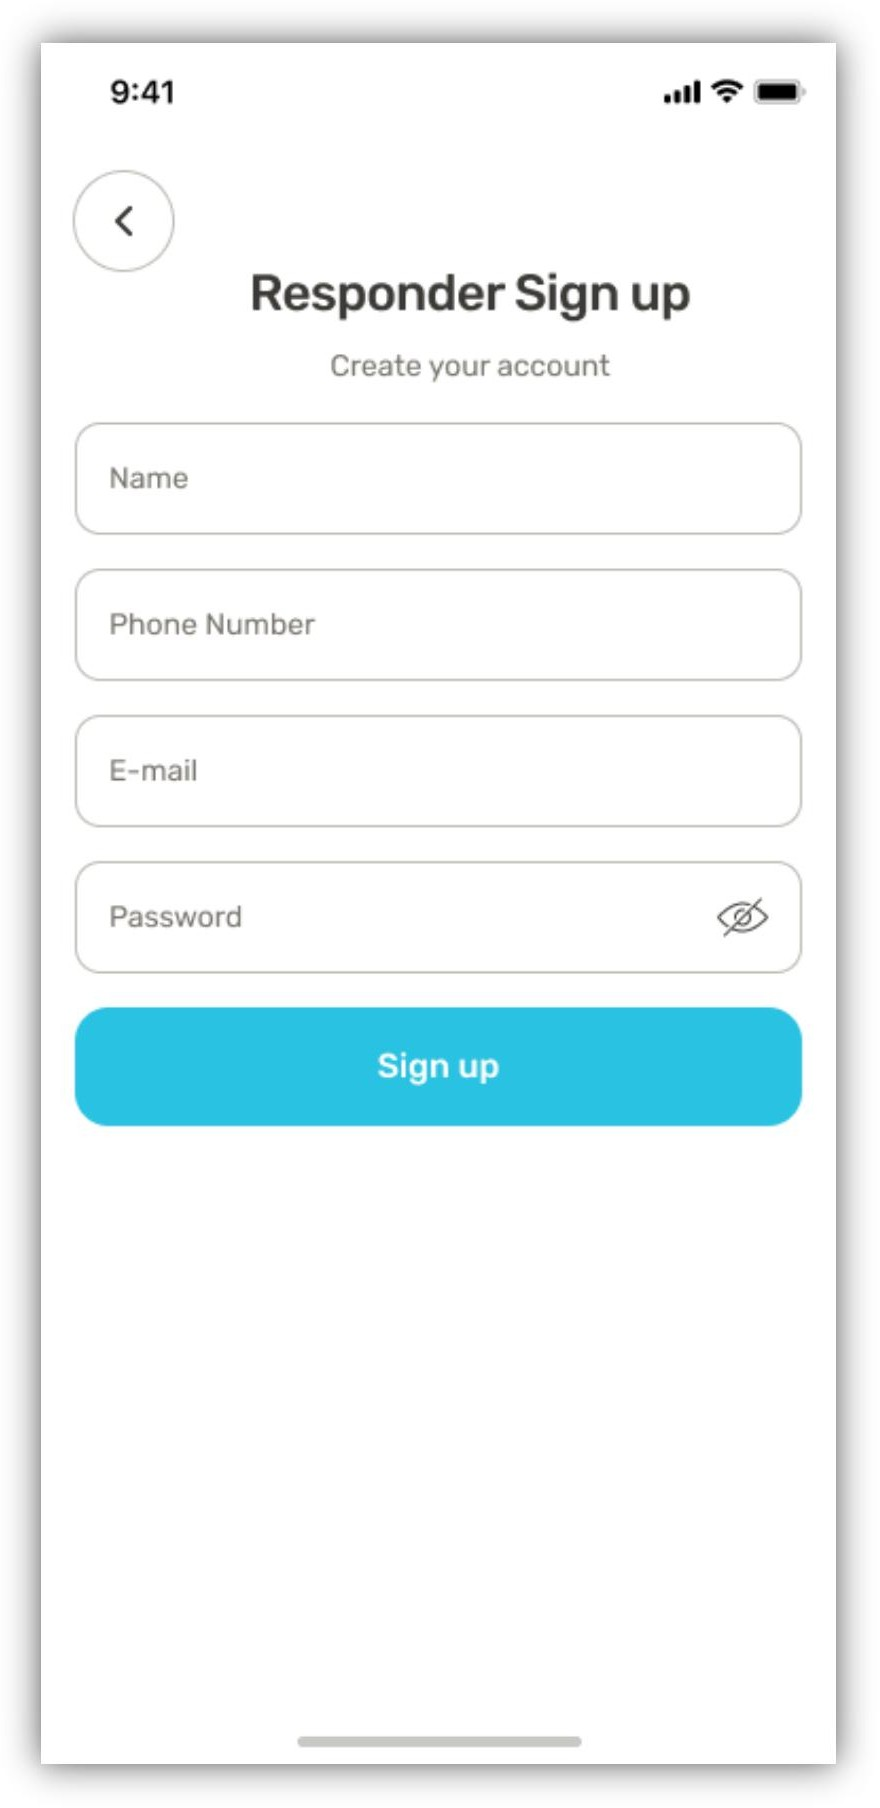 9:41
Responder Sign up
Create your account
Name
Phone Number
E-mail
Password
Sign up